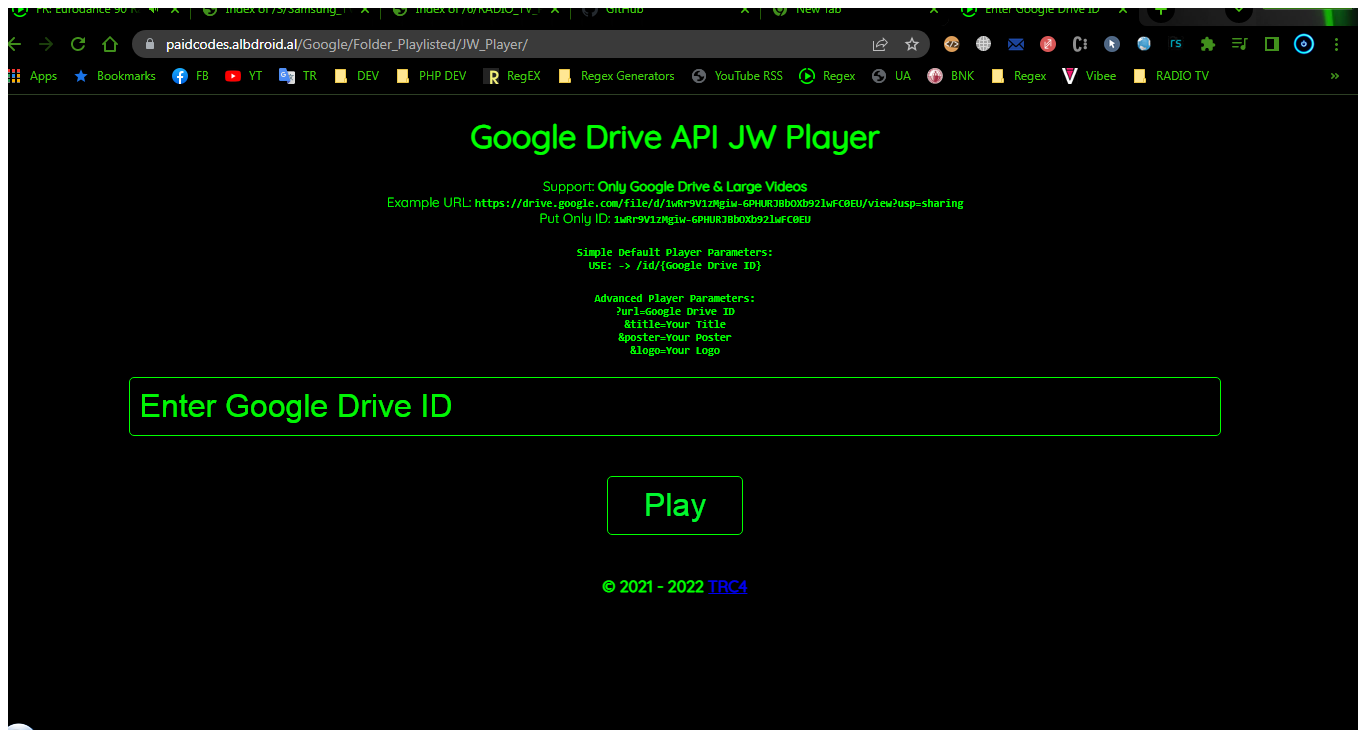 FR: Eurodance 90
Index of /S/Samsung_
Index of /6/RADIO_TV_
GitHub
New Tab
Enter Google Drive ID
paidcodes.albdroid.al/Google/Folder_Playlisted/JW_Player/
Apps Bookmarks FB YT TR DEV PHP DEV RegEX Regex Generators YouTube RSS Regex UA BNK Regex Vibee RADIO TV »
Google Drive API JW Player
Support: Only Google Drive & Large Videos
Example URL: https://drive.google.com/file/d/1wRr9V1zMgiw-6PHURJBbOXb92lwFC0EU/view?usp=sharing
Put Only ID: 1wRr9V1zMgiw-6PHURJBbOXb92lwFC0EU
Simple Default Player Parameters:
USE: -> /id/{Google Drive ID}
Advanced Player Parameters:
?url=Google Drive ID
&title=Your Title
&poster=Your Poster
&logo=Your Logo
Enter Google Drive ID
Play
© 2021 - 2022 TRC4